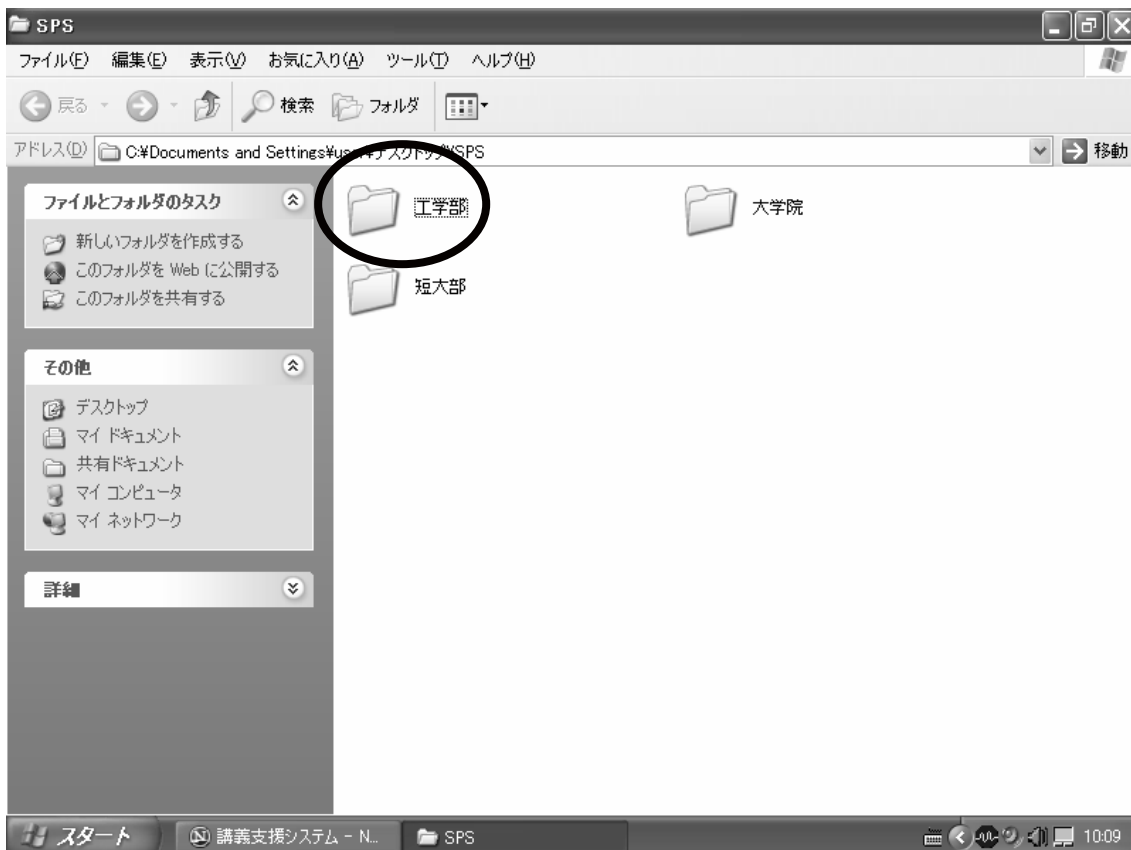 SPS
ファイル(F) 編集(E) 表示(V) お気に入り(A) ツール(T) ヘルプ(H)
戻る 検索 フォルダ
アドレス(D) C:¥Documents and Settings¥user¥デスクトップ¥SPS 移動
ファイルとフォルダのタスク
新しいフォルダを作成する
このフォルダを Web に公開する
このフォルダを共有する
その他
デスクトップ
マイ ドキュメント
共有ドキュメント
マイ コンピュータ
マイ ネットワーク
詳細
工学部
大学院
短大部
スタート 講義支援システム - N... SPS 10:09